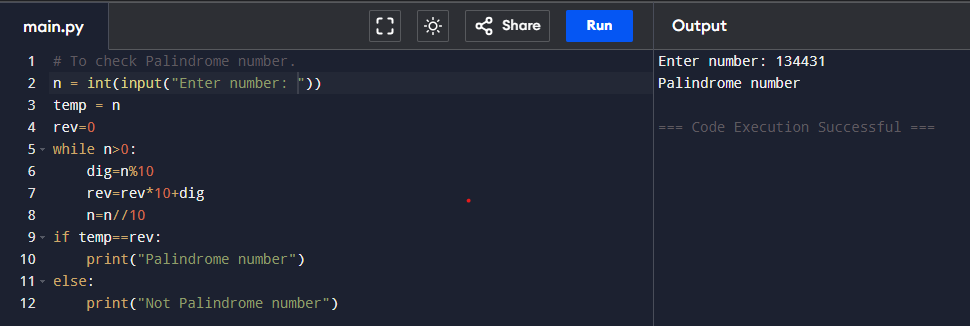 main.py
Share
Run
Output
1 # To check Palindrome number.
2 n = int(input("Enter number: "))
3 temp = n
4 rev=0
5 while n>0:
6     dig=n%10
7     rev=rev*10+dig
8     n=n//10
9 if temp==rev:
10     print("Palindrome number")
11 else:
12     print("Not Palindrome number")
Enter number: 134431
Palindrome number
=== Code Execution Successful ===